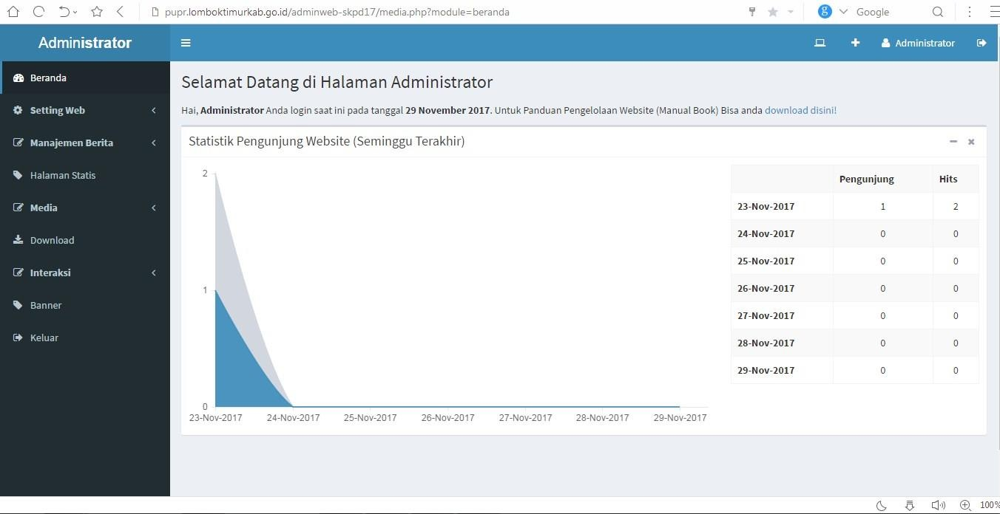 pupr.lomboktimurkab.go.id/adminweb-skpd17/media.php?module=beranda
g Google
Administrator
Administrator
Beranda
Setting Web
Manajemen Berita
Halaman Statis
Media
Download
Interaksi
Banner
Keluar
Selamat Datang di Halaman Administrator
Hai, Administrator Anda login saat ini pada tanggal 29 November 2017. Untuk Panduan Pengelolaan Website (Manual Book) Bisa anda download disini!
Statistik Pengunjung Website (Seminggu Terakhir)
2
1
0
23-Nov-2017 24-Nov-2017 25-Nov-2017 26-Nov-2017 27-Nov-2017 28-Nov-2017 29-Nov-2017
Pengunjung Hits
23-Nov-2017 1 2
24-Nov-2017 0 0
25-Nov-2017 0 0
26-Nov-2017 0 0
27-Nov-2017 0 0
28-Nov-2017 0 0
29-Nov-2017 0 0
100%